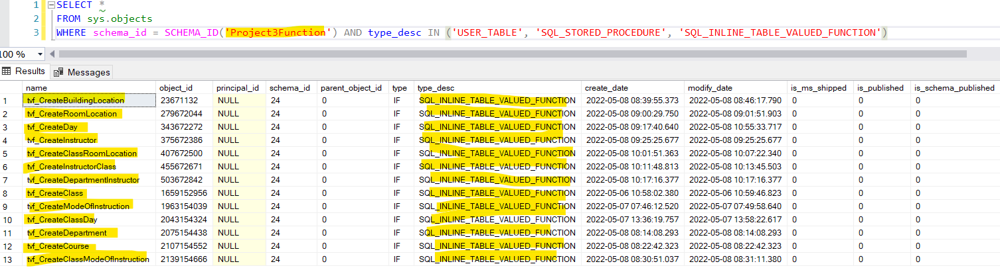 1 SELECT *
2 FROM sys.objects
3 WHERE schema_id = SCHEMA_ID('Project3Function') AND type_desc IN ('USER_TABLE', 'SQL_STORED_PROCEDURE', 'SQL_INLINE_TABLE_VALUED_FUNCTION')
100 %
Results Messages
name object_id principal_id schema_id parent_object_id type type_desc create_date modify_date is_ms_shipped is_published is_schema_published
1 tvf_CreateBuildingLocation 23671132 NULL 24 0 IF SQL_INLINE_TABLE_VALUED_FUNCTION 2022-05-08 08:39:55.373 2022-05-08 08:46:17.790 0 0 0
2 tvf_CreateRoomLocation 279672044 NULL 24 0 IF SQL_INLINE_TABLE_VALUED_FUNCTION 2022-05-08 09:00:29.750 2022-05-08 09:01:51.903 0 0 0
3 tvf_CreateDay 343672272 NULL 24 0 IF SQL_INLINE_TABLE_VALUED_FUNCTION 2022-05-08 09:17:40.640 2022-05-08 10:55:33.717 0 0 0
4 tvf_CreateInstructor 375672386 NULL 24 0 IF SQL_INLINE_TABLE_VALUED_FUNCTION 2022-05-08 09:25:25.677 2022-05-08 09:25:25.677 0 0 0
5 tvf_CreateClassRoomLocation 407672500 NULL 24 0 IF SQL_INLINE_TABLE_VALUED_FUNCTION 2022-05-08 10:01:51.363 2022-05-08 10:07:22.340 0 0 0
6 tvf_CreateInstructorClass 455672671 NULL 24 0 IF SQL_INLINE_TABLE_VALUED_FUNCTION 2022-05-08 10:11:48.813 2022-05-08 10:13:45.503 0 0 0
7 tvf_CreateDepartmentInstructor 503672842 NULL 24 0 IF SQL_INLINE_TABLE_VALUED_FUNCTION 2022-05-08 10:17:16.377 2022-05-08 10:17:16.377 0 0 0
8 tvf_CreateClass 1659152956 NULL 24 0 IF SQL_INLINE_TABLE_VALUED_FUNCTION 2022-05-06 10:58:02.380 2022-05-06 10:59:46.823 0 0 0
9 tvf_CreateModeOfInstruction 1963154039 NULL 24 0 IF SQL_INLINE_TABLE_VALUED_FUNCTION 2022-05-07 07:46:12.520 2022-05-07 07:49:58.640 0 0 0
10 tvf_CreateClassDay 2043154324 NULL 24 0 IF SQL_INLINE_TABLE_VALUED_FUNCTION 2022-05-07 13:36:19.757 2022-05-07 13:58:22.617 0 0 0
11 tvf_CreateDepartment 2075154438 NULL 24 0 IF SQL_INLINE_TABLE_VALUED_FUNCTION 2022-05-08 08:14:08.293 2022-05-08 08:14:08.293 0 0 0
12 tvf_CreateCourse 2107154552 NULL 24 0 IF SQL_INLINE_TABLE_VALUED_FUNCTION 2022-05-08 08:22:42.323 2022-05-08 08:22:42.323 0 0 0
13 tvf_CreateClassModeOfInstruction 2139154666 NULL 24 0 IF SQL_INLINE_TABLE_VALUED_FUNCTION 2022-05-08 08:30:51.037 2022-05-08 08:31:11.380 0 0 0